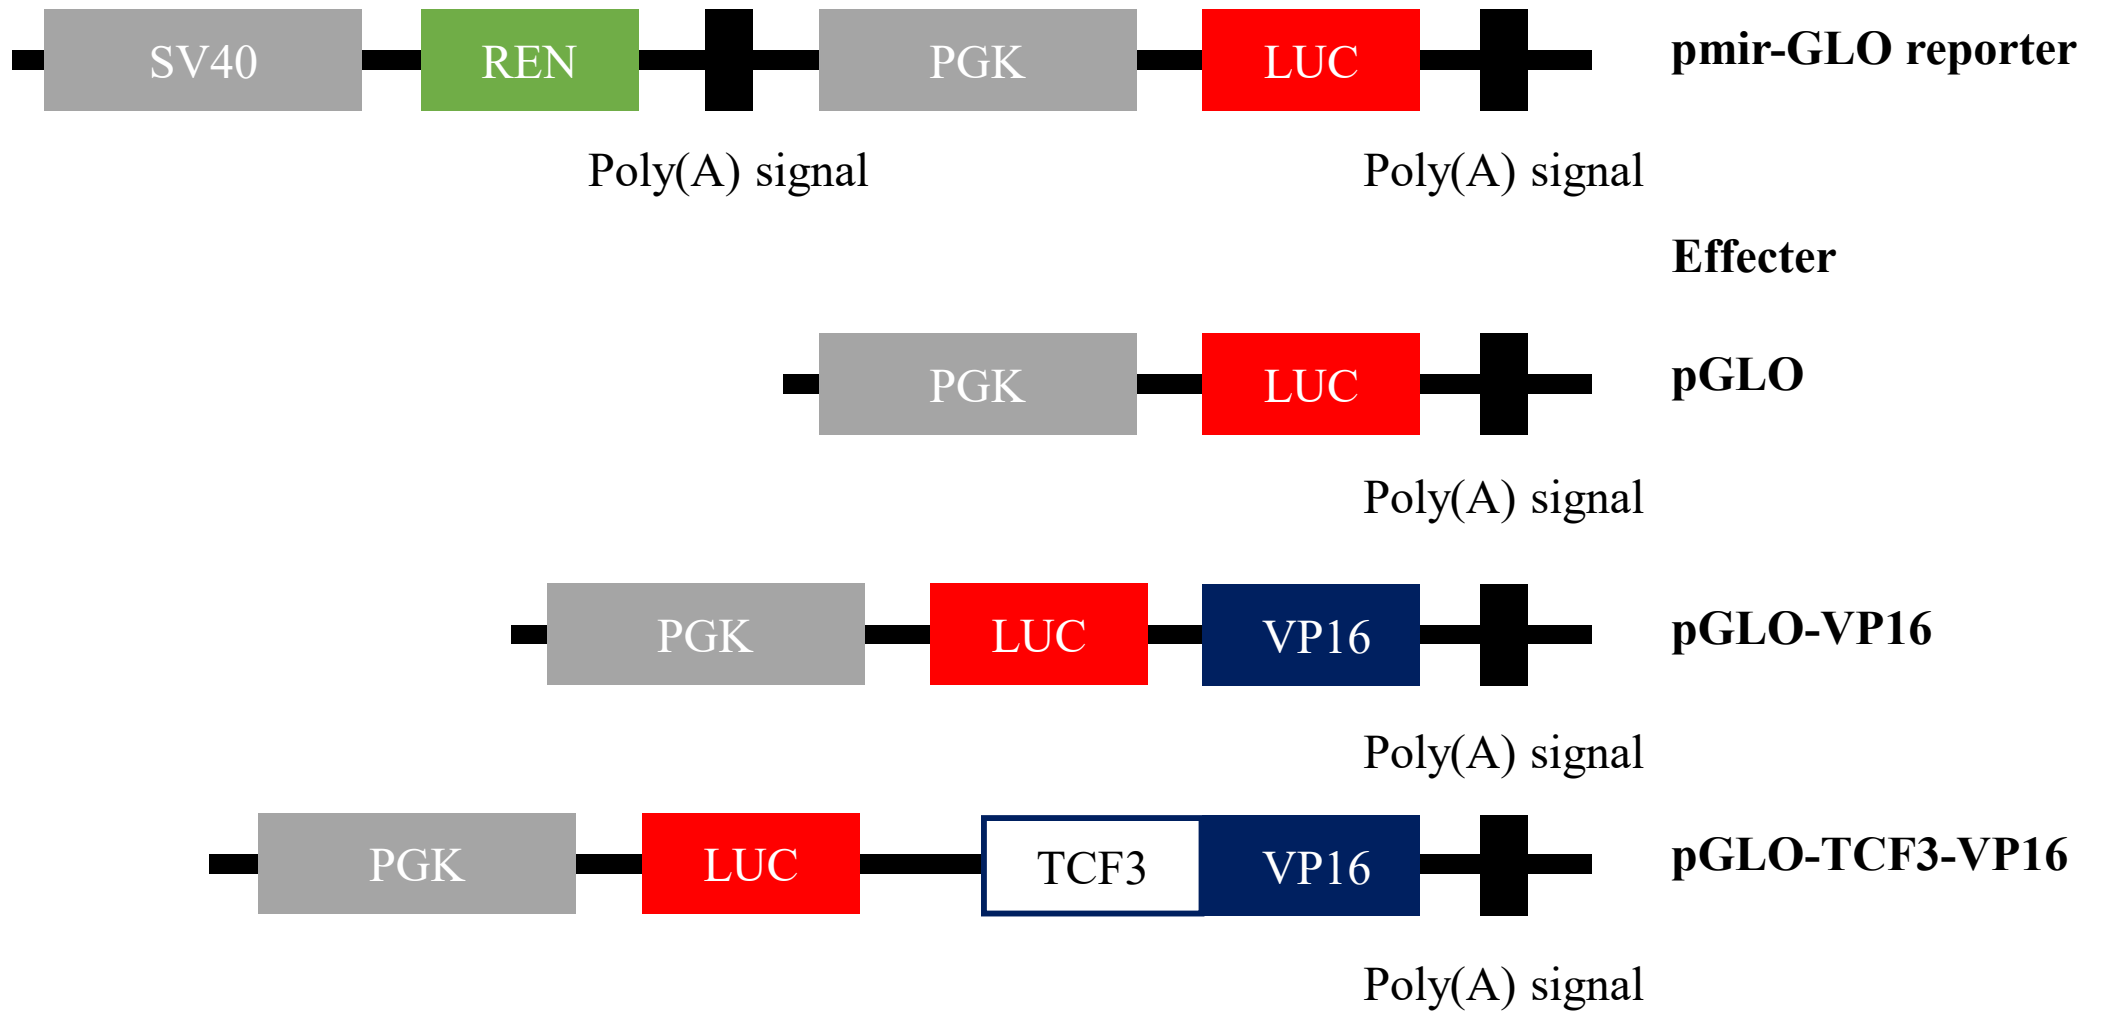 SV40 REN PGK LUC pmir-GLO reporter
Poly(A) signal Poly(A) signal
Effecter
PGK LUC pGLO
Poly(A) signal
PGK LUC VP16 pGLO-VP16
Poly(A) signal
PGK LUC TCF3 VP16 pGLO-TCF3-VP16
Poly(A) signal